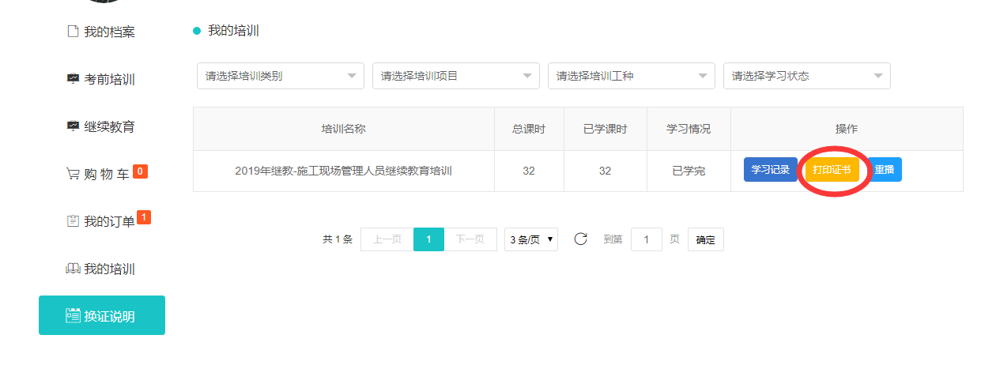 我的档案
考前培训
继续教育
购 物 车 0
我的订单 1
我的培训
换证说明
我的培训
请选择培训类别 请选择培训项目 请选择培训工种 请选择学习状态
培训名称 总课时 已学课时 学习情况 操作
2019年继教-施工现场管理人员继续教育培训 32 32 已学完 学习记录 打印证书 重播
共 1 条 上一页 1 下一页 3 条/页 到第 1 页 确定